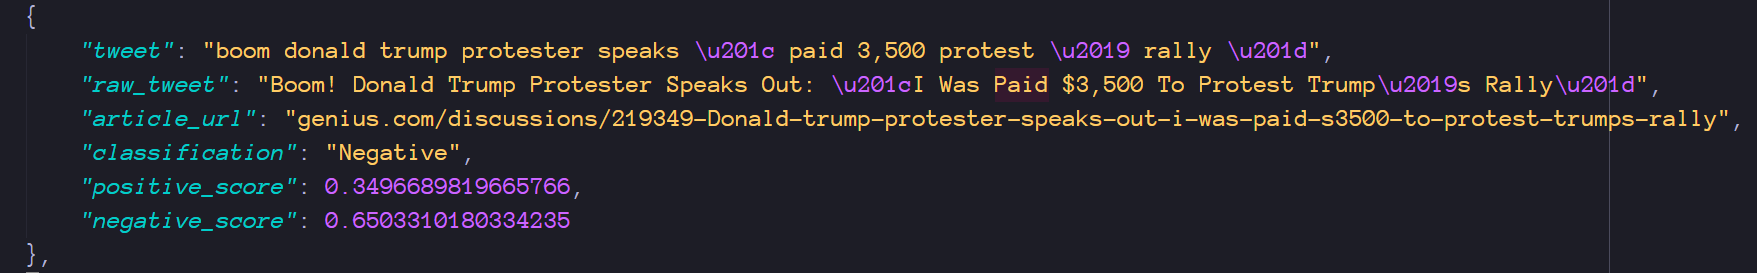 {
"tweet": "boom donald trump protester speaks \u201c paid 3,500 protest \u2019 rally \u201d",
"raw_tweet": "Boom! Donald Trump Protester Speaks Out: \u201cI Was Paid $3,500 To Protest Trump\u2019s Rally\u201d",
"article_url": "genius.com/discussions/219349-Donald-trump-protester-speaks-out-i-was-paid-s3500-to-protest-trumps-rally",
"classification": "Negative",
"positive_score": 0.3496689819665766,
"negative_score": 0.6503310180334235
},